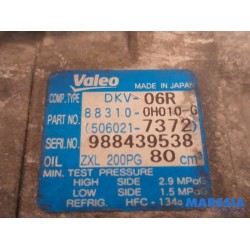 Valeo
MADE IN JAPAN
COMP.TYPE DKV-06R
PART NO. 88310-0H010-G
(506021-7372)
SERI.NO. 988439538
OIL ZXL 200PG 80 cm³
MIN. TEST PRESSURE
HIGH SIDE 2.9 MPaG
LOW SIDE 1.5 MPaG
REFRIG. HFC-134a
MARESIA